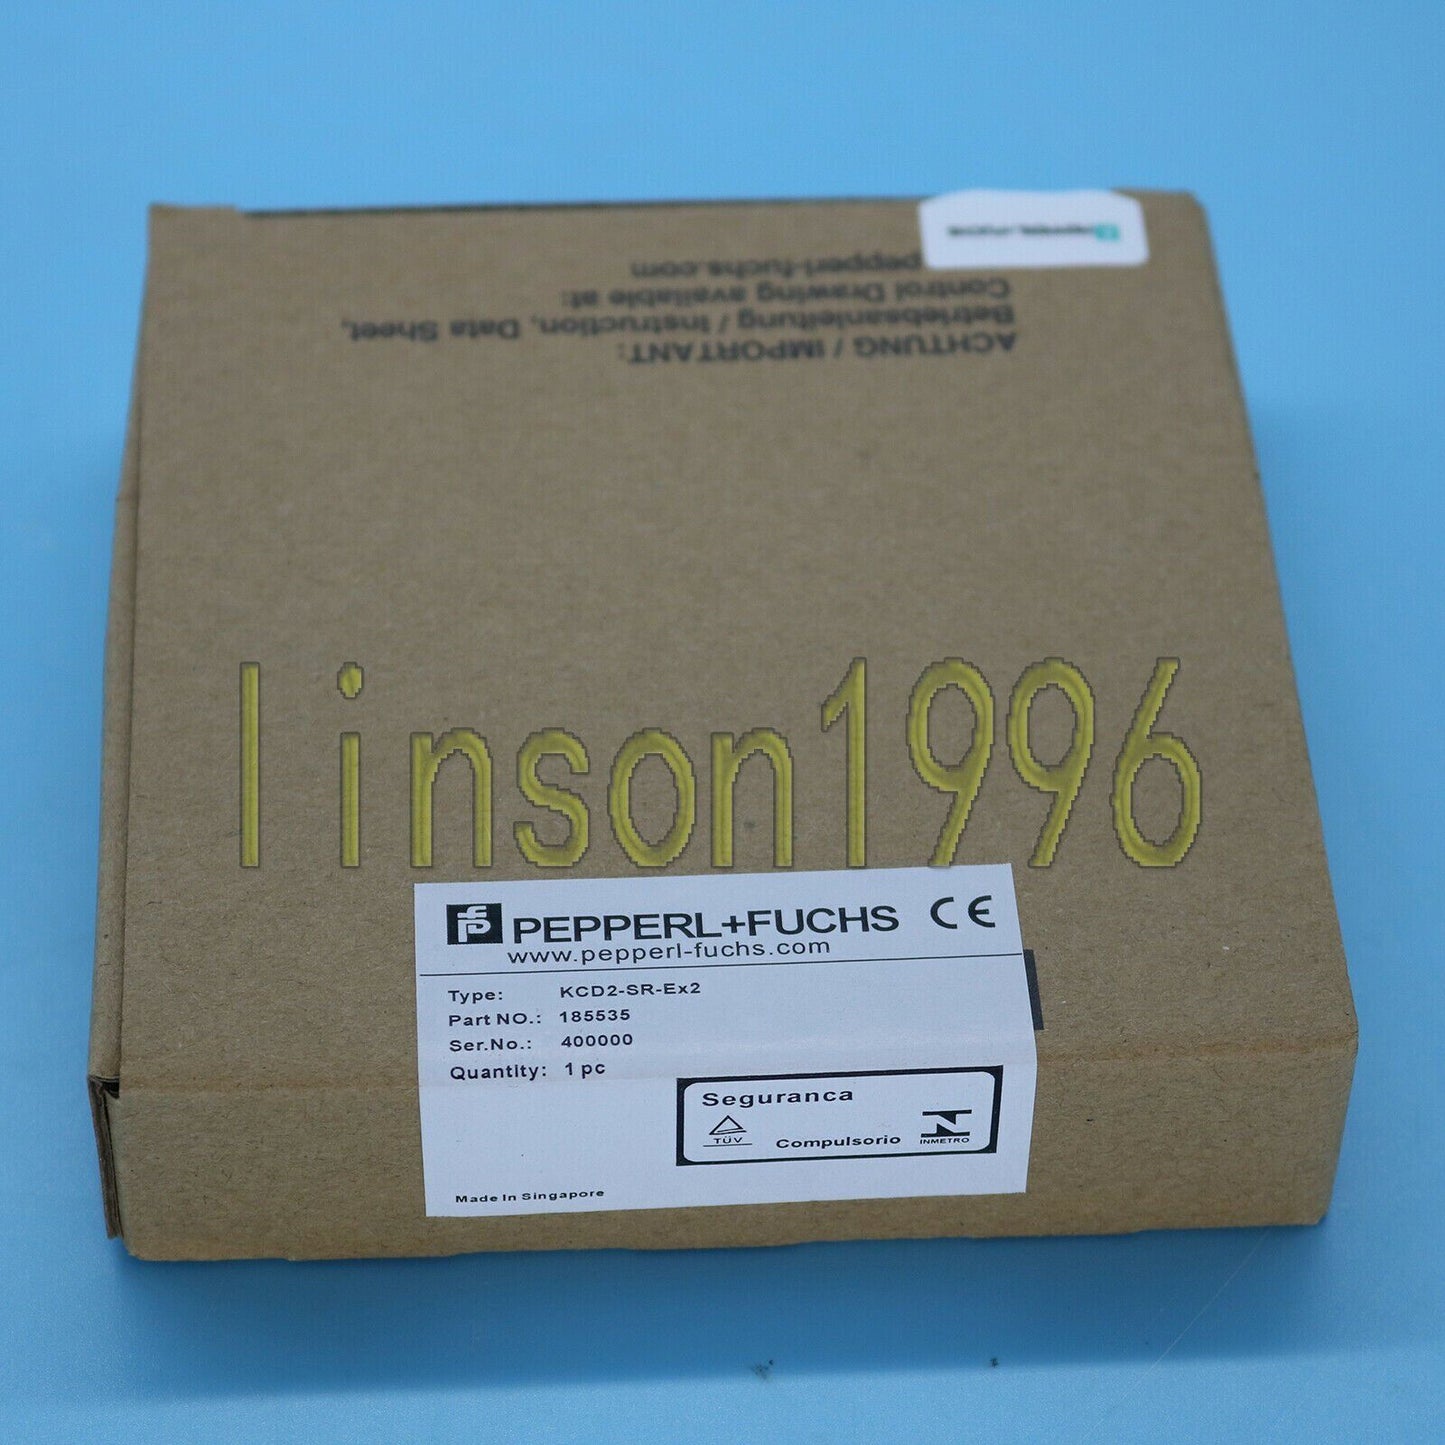 ACHTUNG / IMPORTANT:
Betriebsanleitung / Instruction, Data Sheet,
Control Drawing available at:
pepperl-fuchs.com
linson1996
PEPPERL+FUCHS CE
www.pepperl-fuchs.com
Type: KCD2-SR-Ex2
Part NO.: 185535
Ser.No.: 400000
Quantity: 1 pc
Seguranca
TÜV Compulsorio INMETRO
Made In Singapore